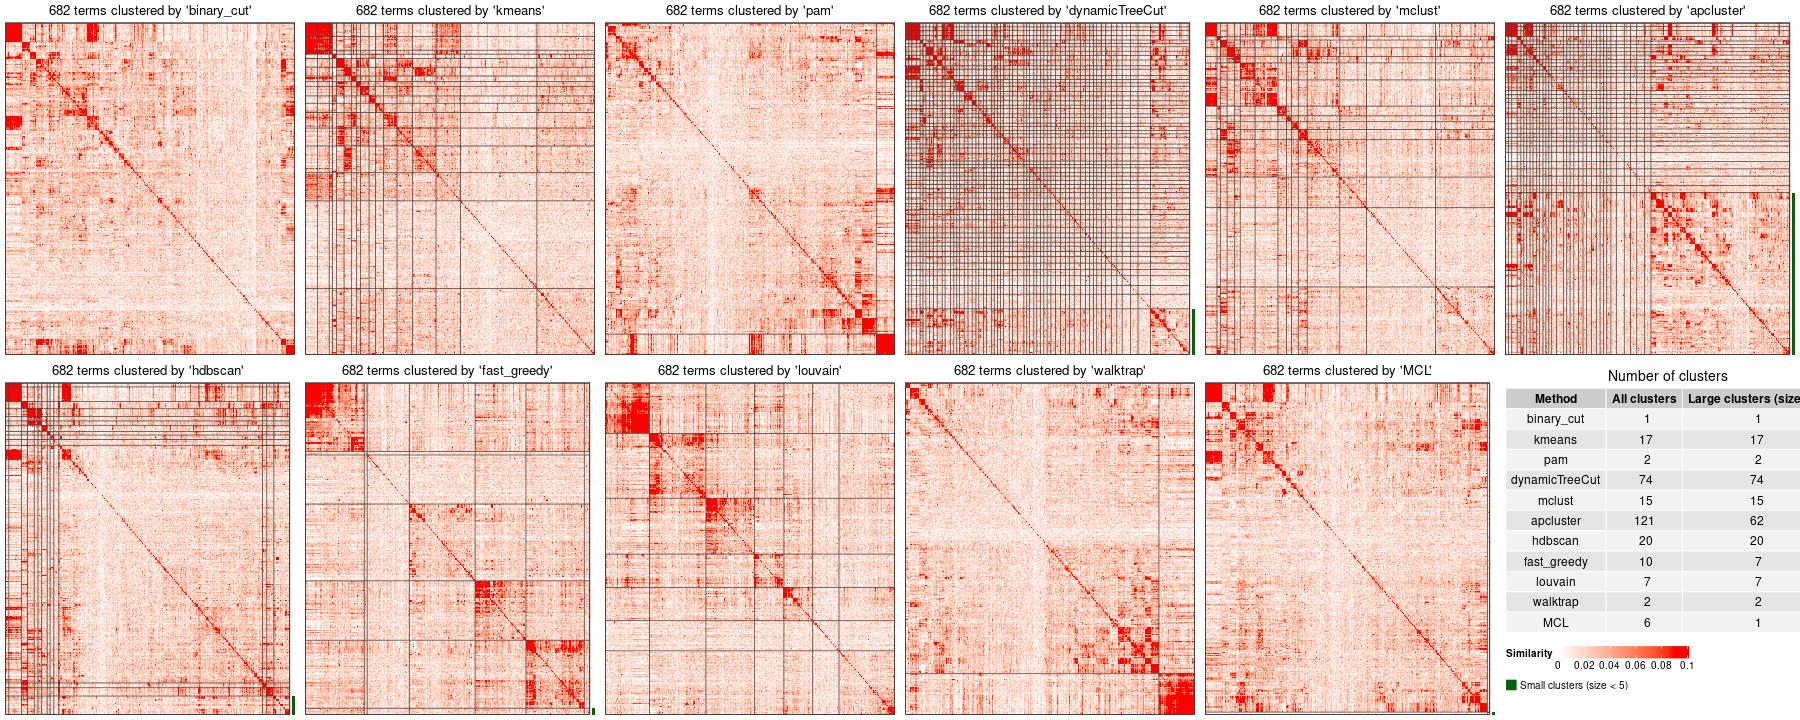 682 terms clustered by 'binary_cut'
682 terms clustered by 'kmeans'
682 terms clustered by 'pam'
682 terms clustered by 'dynamicTreeCut'
682 terms clustered by 'mclust'
682 terms clustered by 'apcluster'
682 terms clustered by 'hdbscan'
682 terms clustered by 'fast_greedy'
682 terms clustered by 'louvain'
682 terms clustered by 'walktrap'
682 terms clustered by 'MCL'
Number of clusters
Method All clusters Large clusters (size
binary_cut 1 1
kmeans 17 17
pam 2 2
dynamicTreeCut 74 74
mclust 15 15
apcluster 121 62
hdbscan 20 20
fast_greedy 10 7
louvain 7 7
walktrap 2 2
MCL 6 1
Similarity
0 0.02 0.04 0.06 0.08 0.1
Small clusters (size < 5)